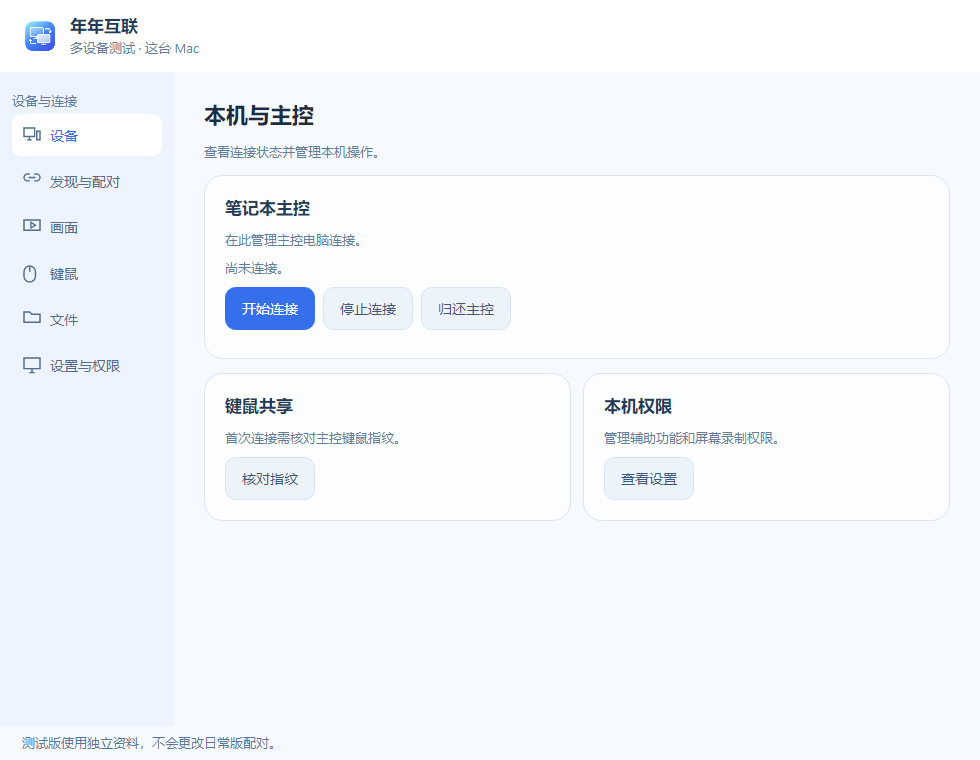 年年互联
多设备测试 · 这台 Mac
设备与连接
设备
发现与配对
画面
键鼠
文件
设置与权限
本机与主控
查看连接状态并管理本机操作。
笔记本主控
在此管理主控电脑连接。
尚未连接。
开始连接 停止连接 归还主控
键鼠共享
首次连接需核对主控键鼠指纹。
核对指纹
本机权限
管理辅助功能和屏幕录制权限。
查看设置
测试版使用独立资料，不会更改日常版配对。